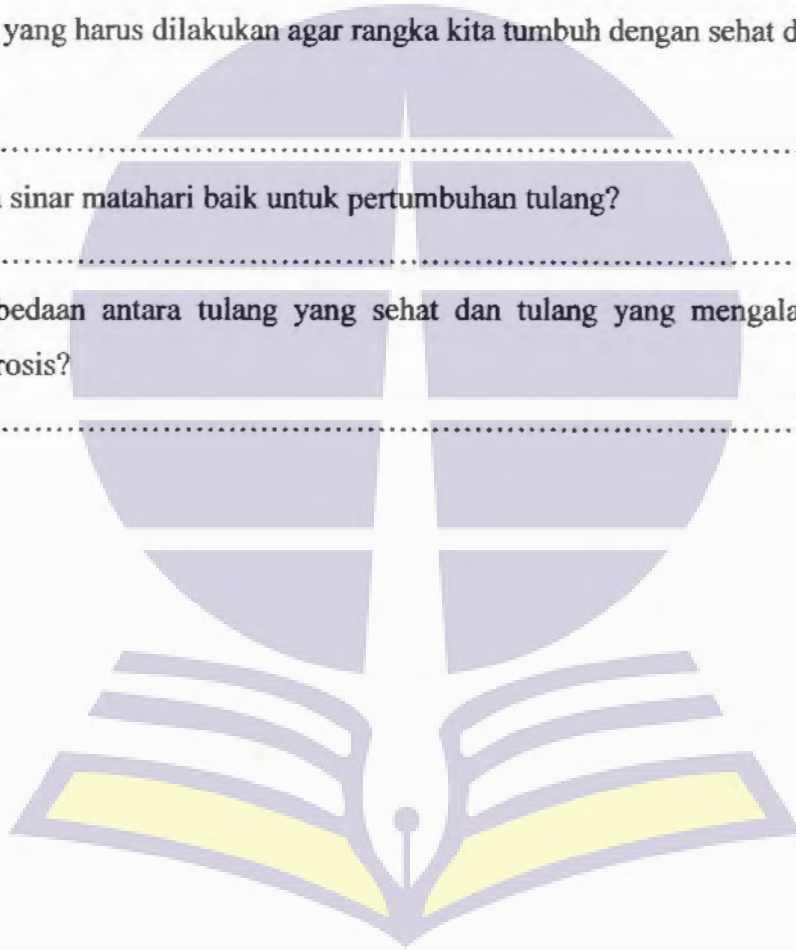 yang harus dilakukan agar rangka kita tumbuh dengan sehat d
..........................................................................................
sinar matahari baik untuk pertumbuhan tulang?
..........................................................................................
bedaan antara tulang yang sehat dan tulang yang mengala
rosis?
..........................................................................................